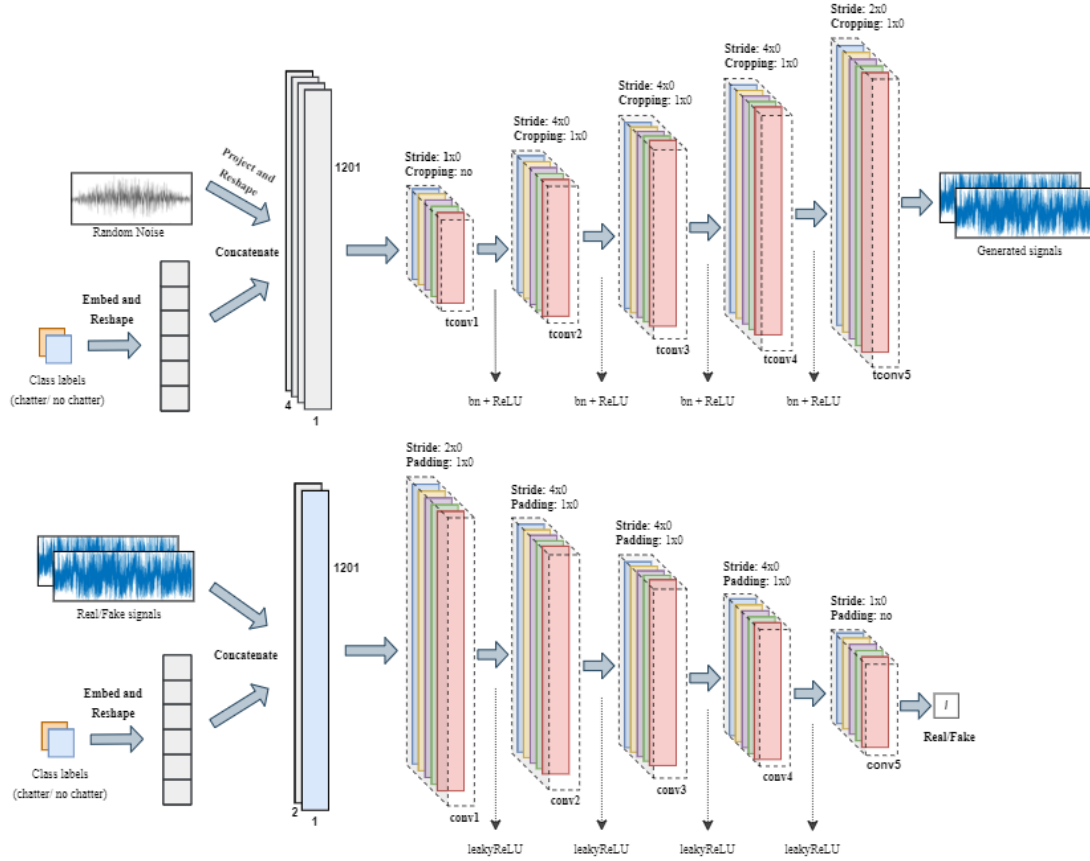 Stride: 2x0
Cropping: 1x0
Stride: 4x0
Cropping: 1x0
Stride: 4x0
Cropping: 1x0
Stride: 4x0
Cropping: 1x0
Stride: 1x0
Cropping: no
Project and
Reshape
1201
Random Noise
Concatenate
Generated signals
Embed and
Reshape
Class labels
(chatter/ no chatter)
4
1
tconv1
tconv2
tconv3
tconv4
tconv5
bn + ReLU
bn + ReLU
bn + ReLU
bn + ReLU
Stride: 2x0
Padding: 1x0
Stride: 4x0
Padding: 1x0
Stride: 4x0
Padding: 1x0
Stride: 4x0
Padding: 1x0
Stride: 1x0
Padding: no
1201
Real/Fake signals
Concatenate
Embed and
Reshape
Class labels
(chatter/ no chatter)
2
1
conv1
conv2
conv3
conv4
conv5
1
Real/Fake
leakyReLU
leakyReLU
leakyReLU
leakyReLU